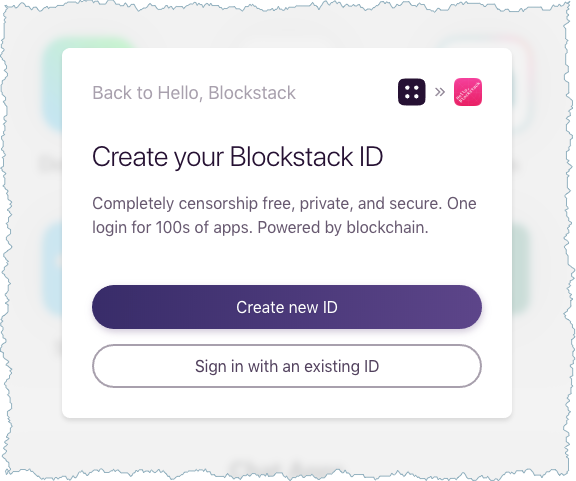 Back to Hello, Blockstack
»
Create your Blockstack ID
Completely censorship free, private, and secure. One
login for 100s of apps. Powered by blockchain.
Create new ID
Sign in with an existing ID